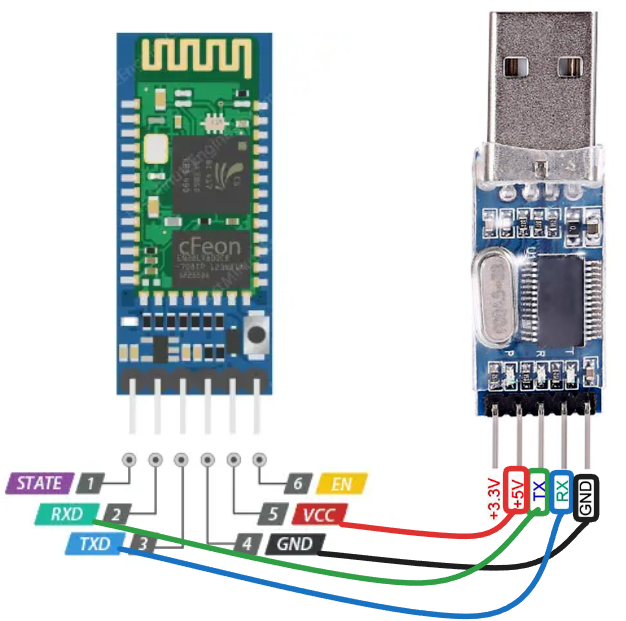 cFeon
STATE 1
RXD 2
TXD 3
6 EN
5 VCC
4 GND
P R T
+3.3V
+5V
TX
RX
GND